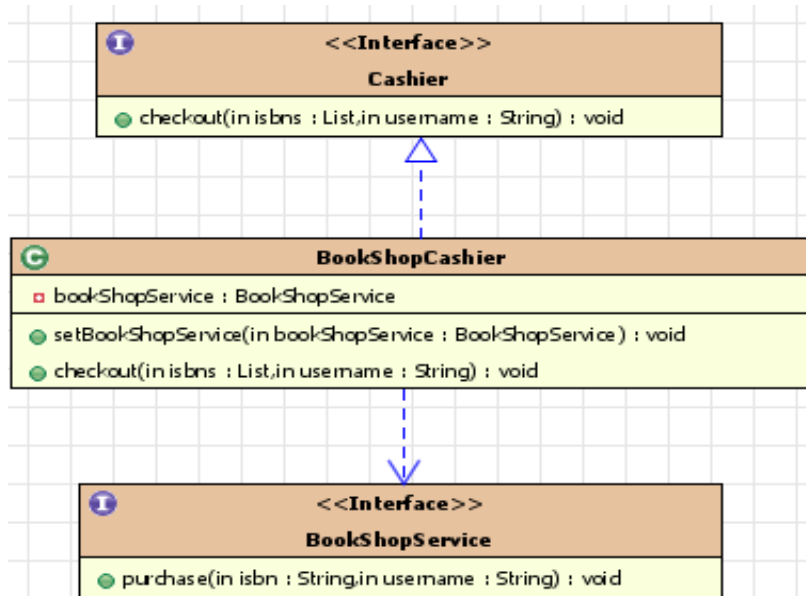 I
<<Interface>>
Cashier
checkout(in isbns : List,in username : String) : void
C
BookShopCashier
bookShopService : BookShopService
setBookShopService(in bookShopService : BookShopService) : void
checkout(in isbns : List,in username : String) : void
I
<<Interface>>
BookShopService
purchase(in isbn : String,in username : String) : void